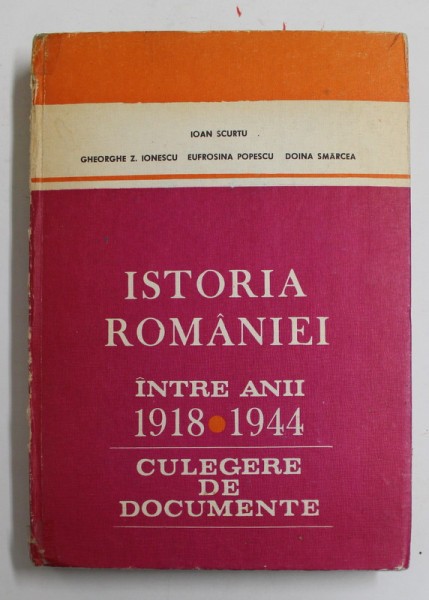 IOAN SCURTU
GHEORGHE Z. IONESCU EUFROSINA POPESCU DOINA SMÂRCEA
ISTORIA
ROMÂNIEI
ÎNTRE ANII
1918 • 1944
CULEGERE
DE
DOCUMENTE